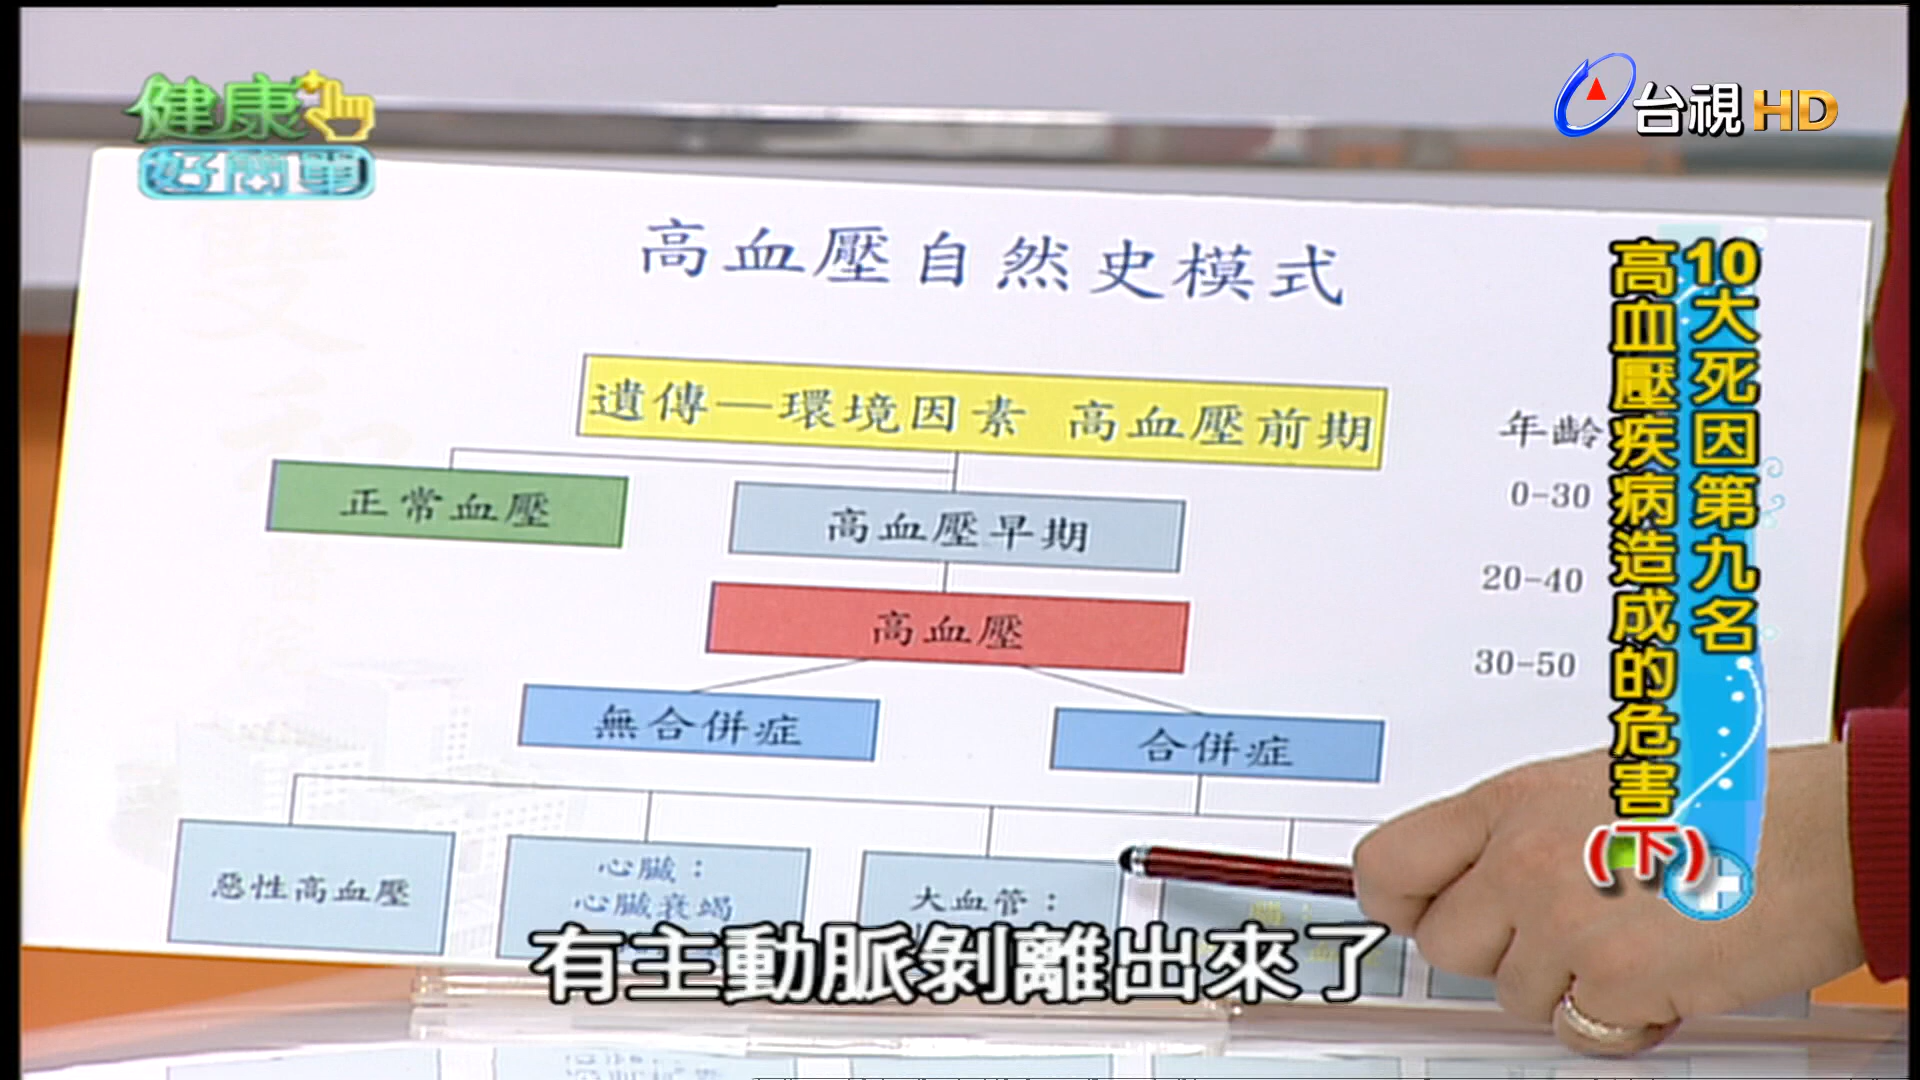 健康
好簡單
台視HD
高血壓自然史模式
遺傳—環境因素 高血壓前期
年齡
正常血壓
高血壓早期
0-30
高血壓
20-40
30-50
無合併症
合併症
惡性高血壓
心臟：
心臟衰竭
大血管：
腦：
10大死因第九名
高血壓疾病造成的危害
(下)
有主動脈剝離出來了